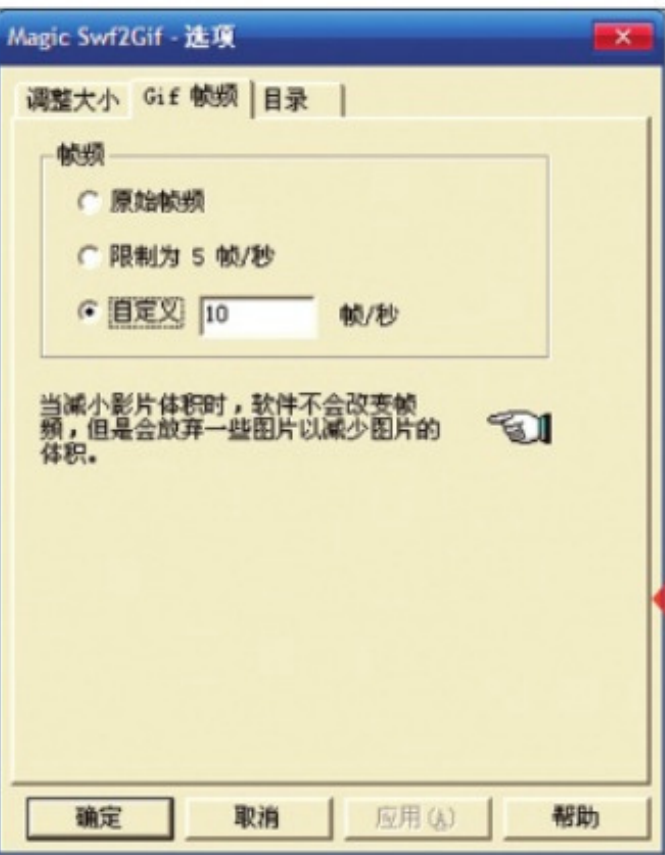 Magic Swf2Gif - 选项
调整大小 Gif 帧频 目录
帧频
原始帧频
限制为 5 帧/秒
自定义 10 帧/秒
当减小影片体积时，软件不会改变帧
频，但是会放弃一些图片以减少图片的
体积。
确定 取消 应用(A) 帮助